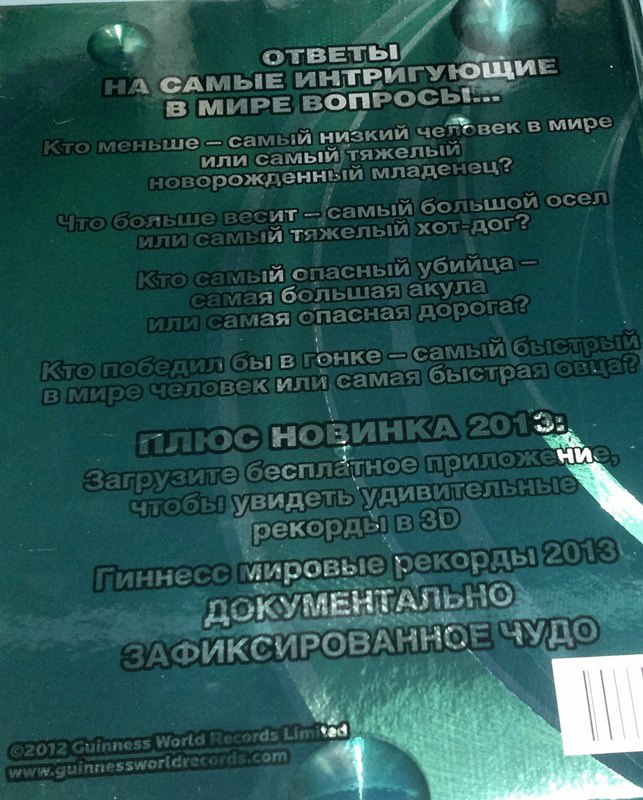 ОТВЕТЫ
НА САМЫЕ ИНТРИГУЮЩИЕ
В МИРЕ ВОПРОСЫ...
Кто меньше – самый низкий человек в мире
или самый тяжелый
новорожденный младенец?
Что больше весит – самый большой осел
или самый тяжелый хот-дог?
Кто самый опасный убийца –
самая большая акула
или самая опасная дорога?
Кто победил бы в гонке – самый быстрый
в мире человек или самая быстрая овца?
ПЛЮС НОВИНКА 2013:
Загрузите бесплатное приложение,
чтобы увидеть удивительные
рекорды в 3D
Гиннесс мировые рекорды 2013
ДОКУМЕНТАЛЬНО
ЗАФИКСИРОВАННОЕ ЧУДО
©2012 Guinness World Records Limited
www.guinnessworldrecords.com